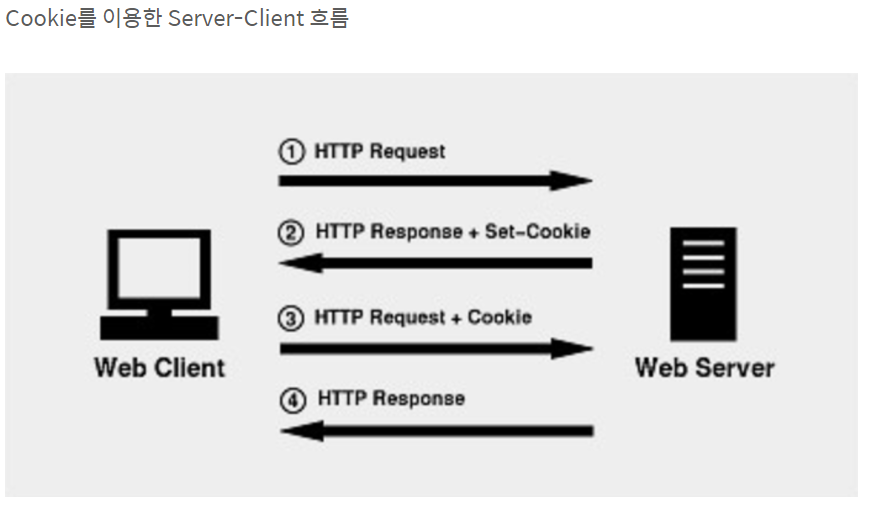 Cookie를 이용한 Server-Client 흐름
① HTTP Request
② HTTP Response + Set-Cookie
③ HTTP Request + Cookie
Web Client
Web Server
④ HTTP Response